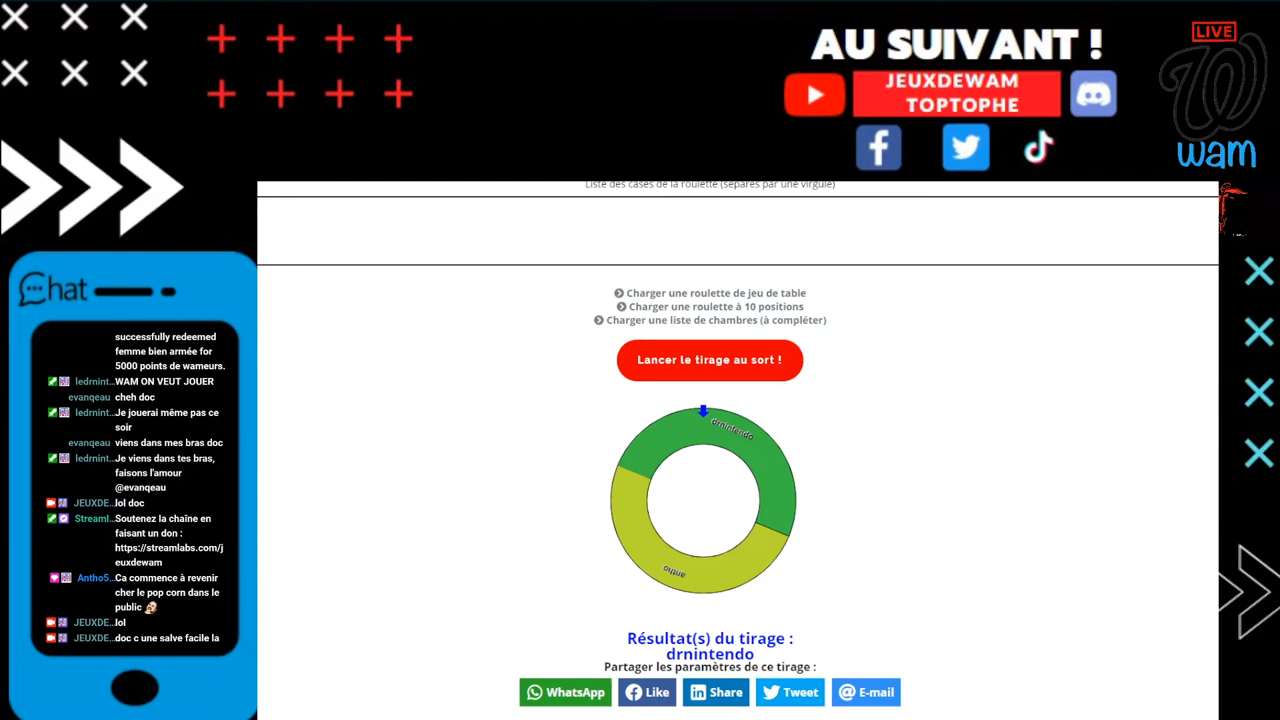 AU SUIVANT !
LIVE
JEUXDEWAM
TOPTOPHE
wam
Liste des cases de la roulette (séparés par une virgule)
Charger une roulette de jeu de table
Charger une roulette à 10 positions
Charger une liste de chambres (à compléter)
Lancer le tirage au sort !
drnintendo
antho
Résultat(s) du tirage :
drnintendo
Partager les paramètres de ce tirage :
WhatsApp
Like
Share
Tweet
E-mail
Chat
successfully redeemed
femme bien armée for
5000 points de wameurs.
ledrnint... WAM ON VEUT JOUER
evanqeau cheh doc
ledrnint... Je jouerai même pas ce
soir
evanqeau viens dans mes bras doc
ledrnint... Je viens dans tes bras,
faisons l'amour
@evanqeau
JEUXDE... lol doc
Streaml... Soutenez la chaîne en
faisant un don :
https://streamlabs.com/j
euxdewam
Antho5... Ca commence à revenir
cher le pop corn dans le
public
JEUXDE... lol
JEUXDE... doc c une salve facile la